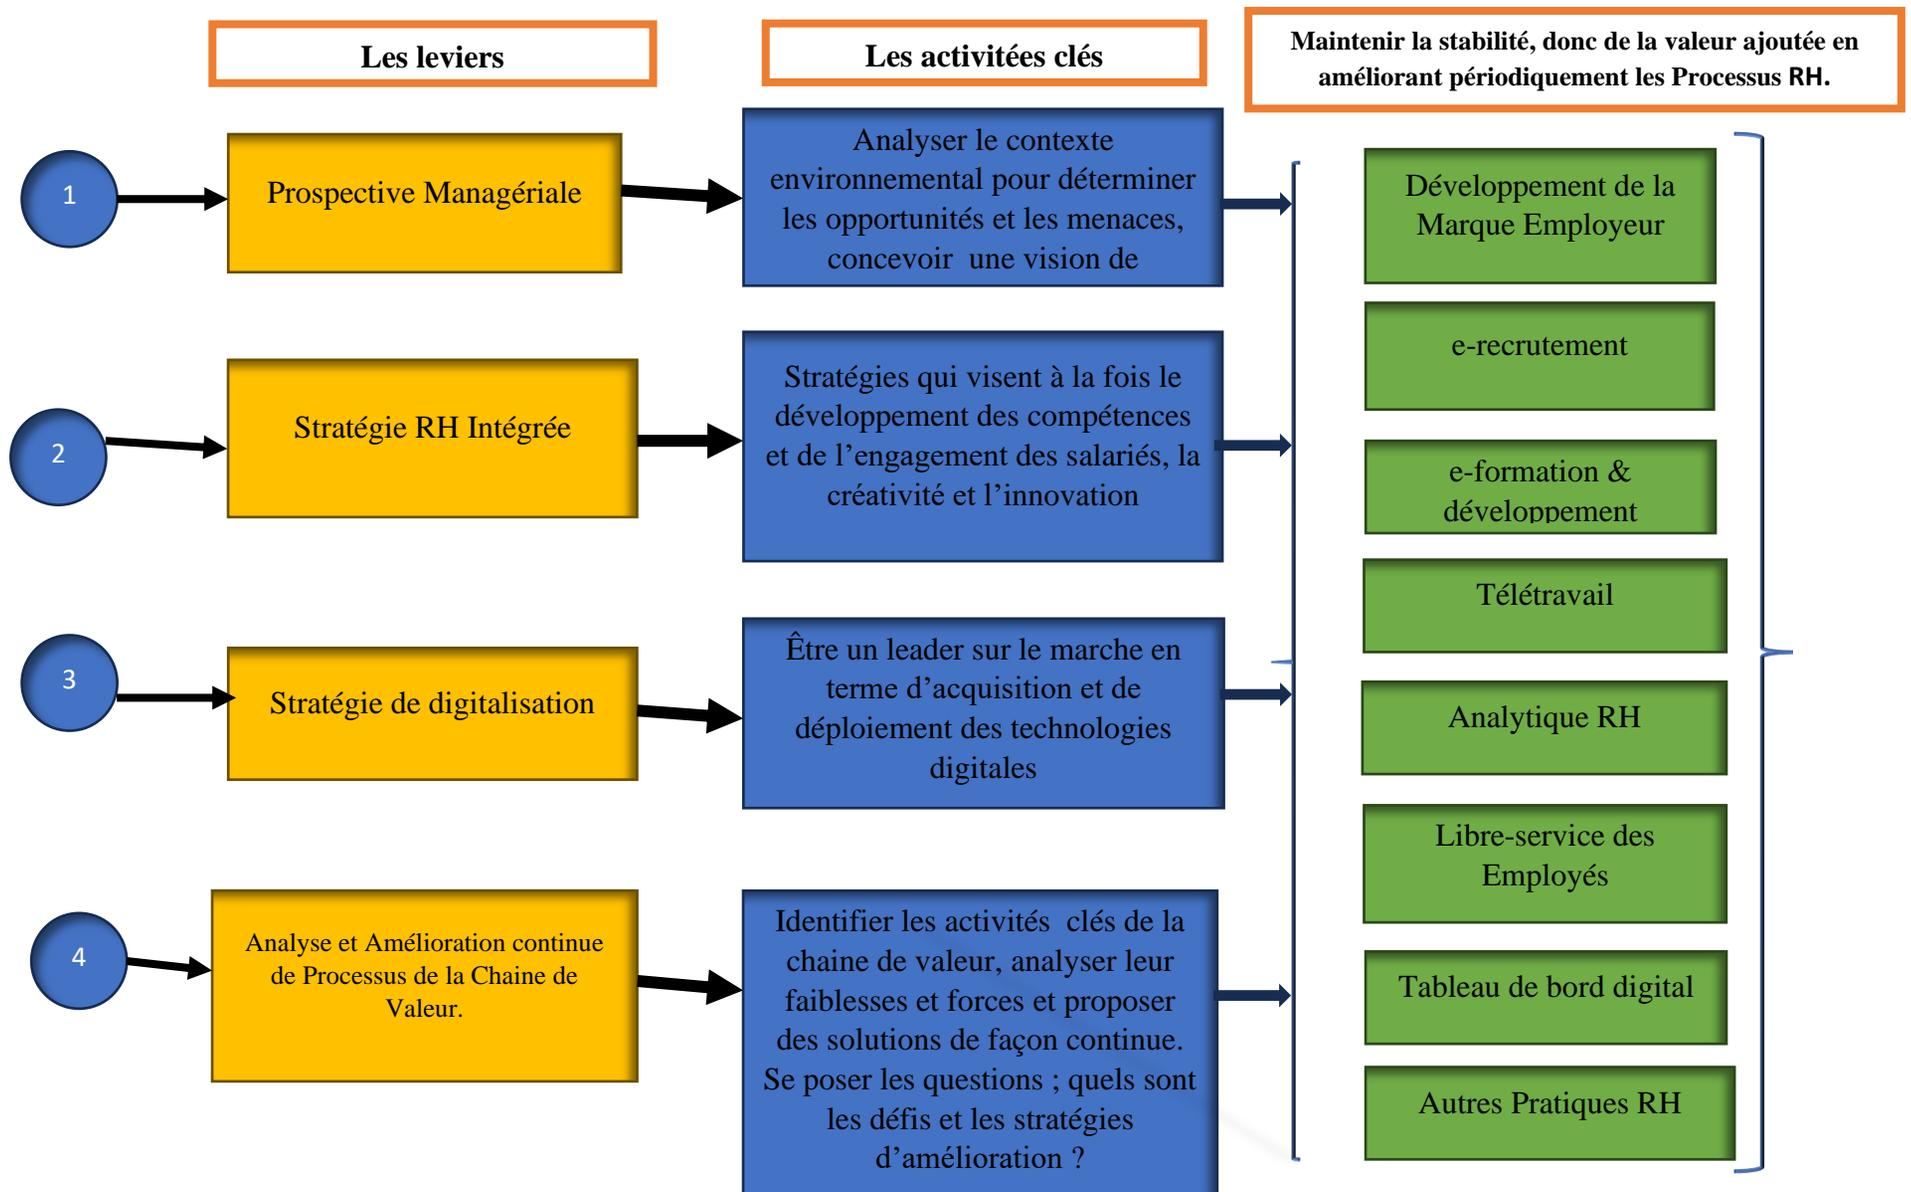 Les leviers
Les activitées clés
Maintenir la stabilité, donc de la valeur ajoutée en
améliorant périodiquement les Processus RH.
1
Prospective Managériale
Analyser le contexte
environnemental pour déterminer
les opportunités et les menaces,
concevoir  une vision de
2
Stratégie RH Intégrée
Stratégies qui visent à la fois le
développement des compétences
et de l’engagement des salariés, la
créativité et l’innovation
3
Stratégie de digitalisation
Être un leader sur le marche en
terme d’acquisition et de
déploiement des technologies
digitales
4
Analyse et Amélioration continue
de Processus de la Chaine de
Valeur.
Identifier les activités  clés de la
chaine de valeur, analyser leur
faiblesses et forces et proposer
des solutions de façon continue.
Se poser les questions ; quels sont
les défis et les stratégies
d’amélioration ?
Développement de la
Marque Employeur
e-recrutement
e-formation &
développement
Télétravail
Analytique RH
Libre-service des
Employés
Tableau de bord digital
Autres Pratiques RH